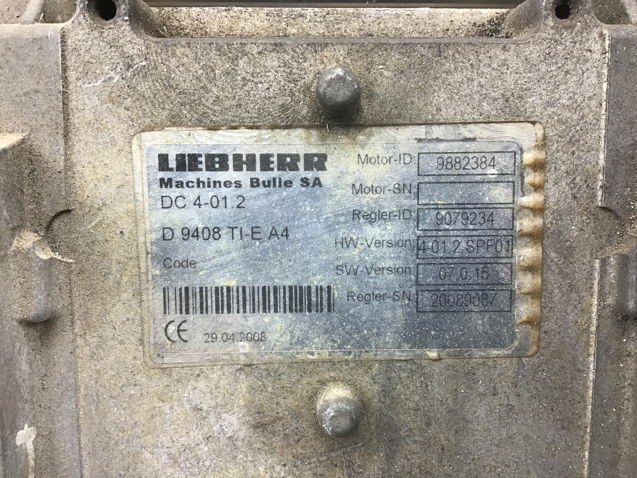 LIEBHERR
Machines Bulle SA
DC 4-01.2
D 9408 TI-E A4
Code
29.04.2008
Motor-ID 9882384
Motor-SN
Regler-ID 9079234
HW-Version 4-01.2.SPF01
SW-Version 07.0.15
Regler-SN 20089087